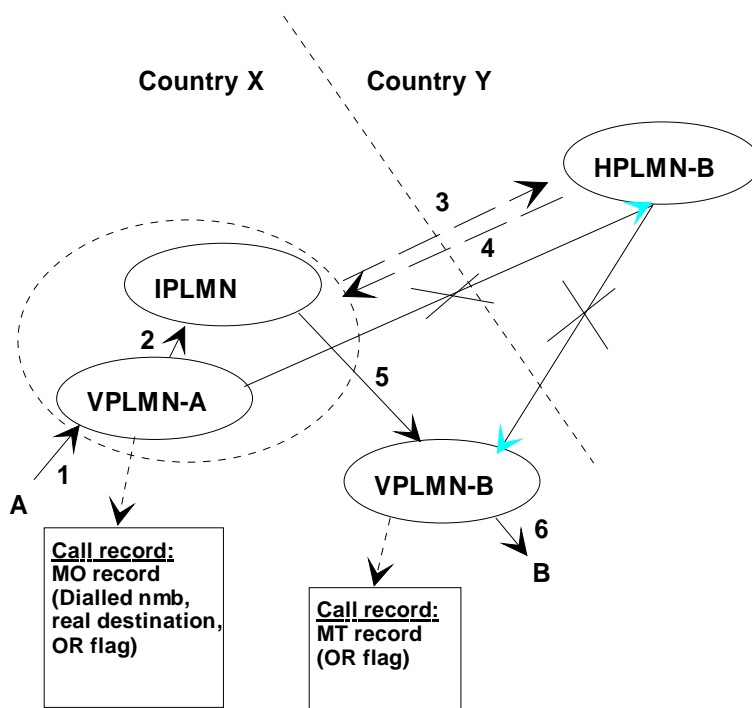 Country X
Country Y
HPLMN-B
3
4
IPLMN
2
5
VPLMN-A
1
A
VPLMN-B
6
B
Call record:
MO record
(Dialled nmb,
real destination,
OR flag)
Call record:
MT record
(OR flag)